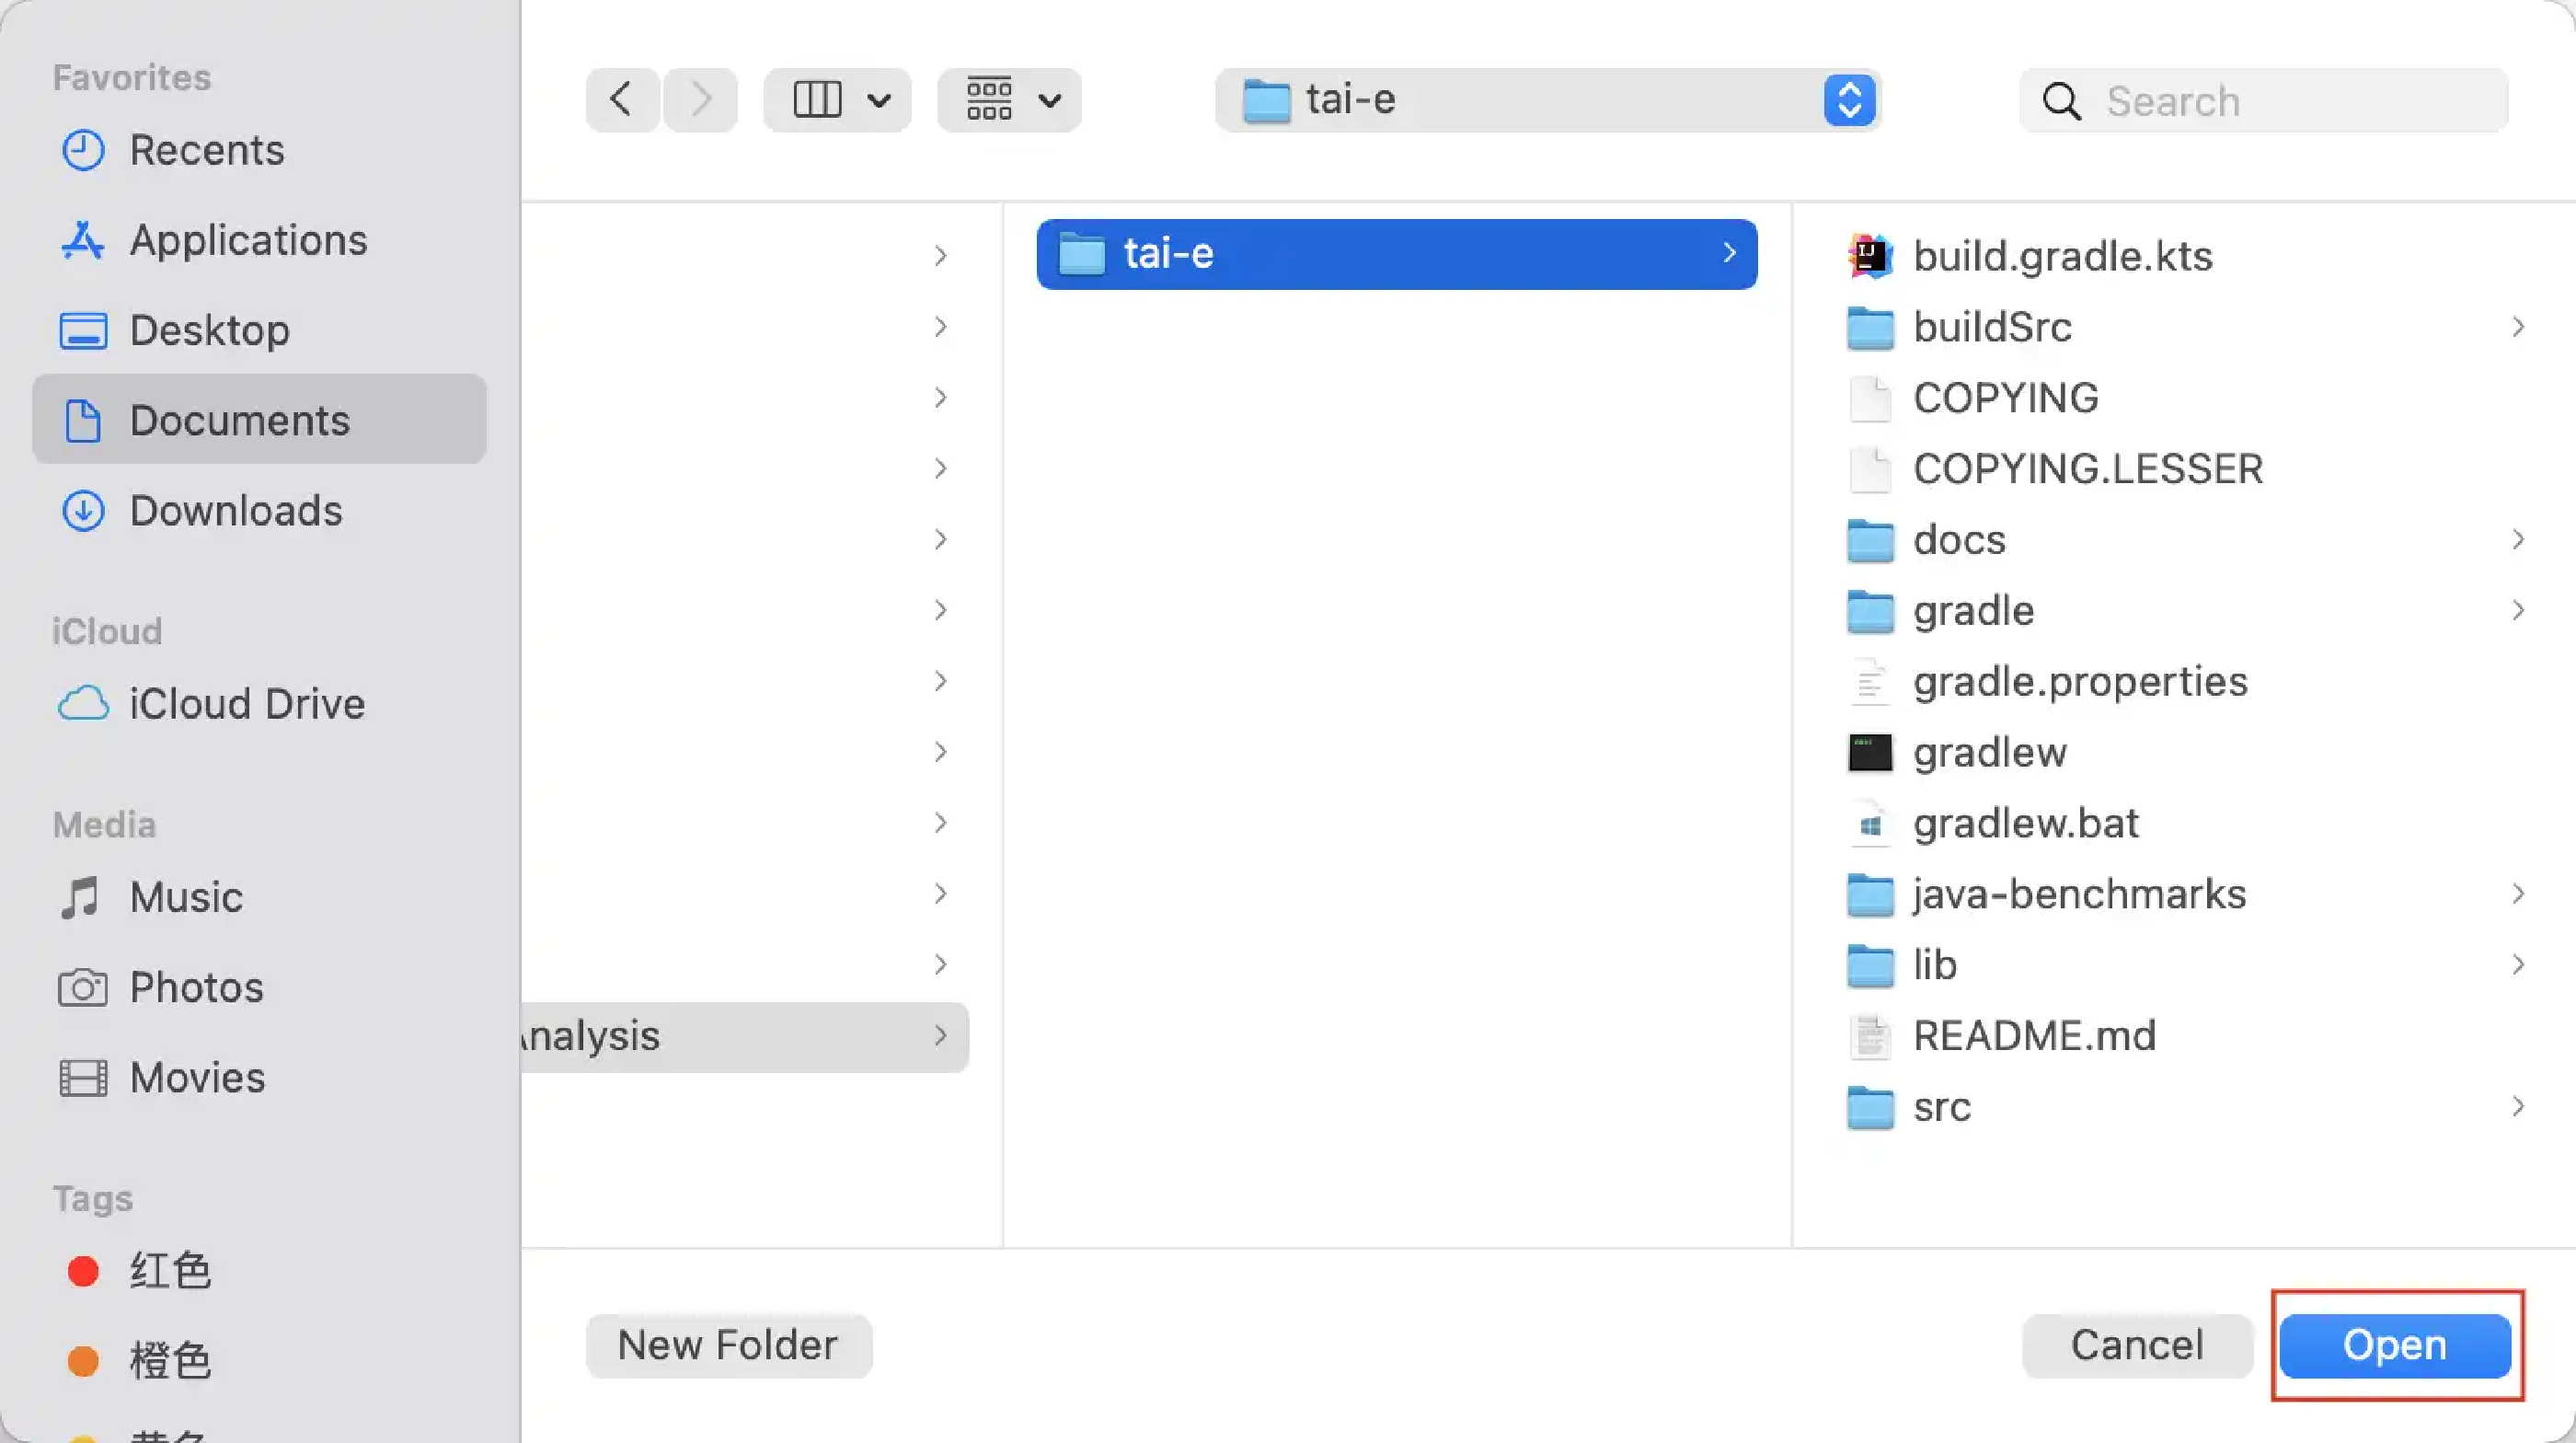 Favorites
Recents
Applications
Desktop
Documents
Downloads
iCloud
iCloud Drive
Media
Music
Photos
Movies
Tags
红色
橙色
tai-e
Search
nalysis
tai-e
build.gradle.kts
buildSrc
COPYING
COPYING.LESSER
docs
gradle
gradle.properties
gradlew
gradlew.bat
java-benchmarks
lib
README.md
src
New Folder
Cancel
Open